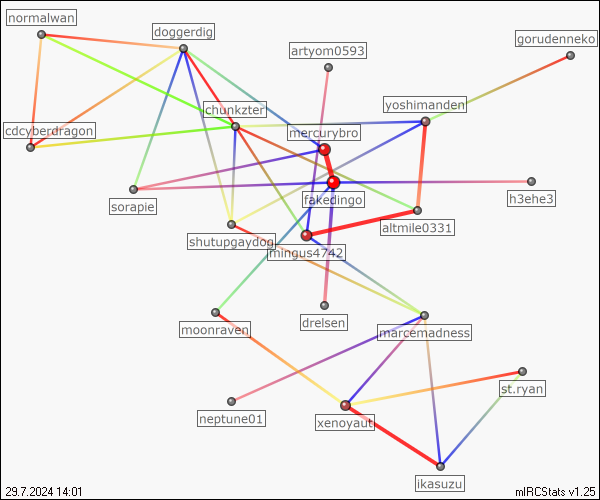 normalwan
doggerdig
gorudenneko
artyom0593
yoshimanden
chunkzter
cdcyberdragon
mercurybro
fakedingo
h3ehe3
sorapie
altmile0331
shutupgaydog
mingus4742
drelsen
moonraven
marcemadness
st.ryan
neptune01
xenoyaut
ikasuzu
29.7.2024 14:01
mIRCStats v1.25